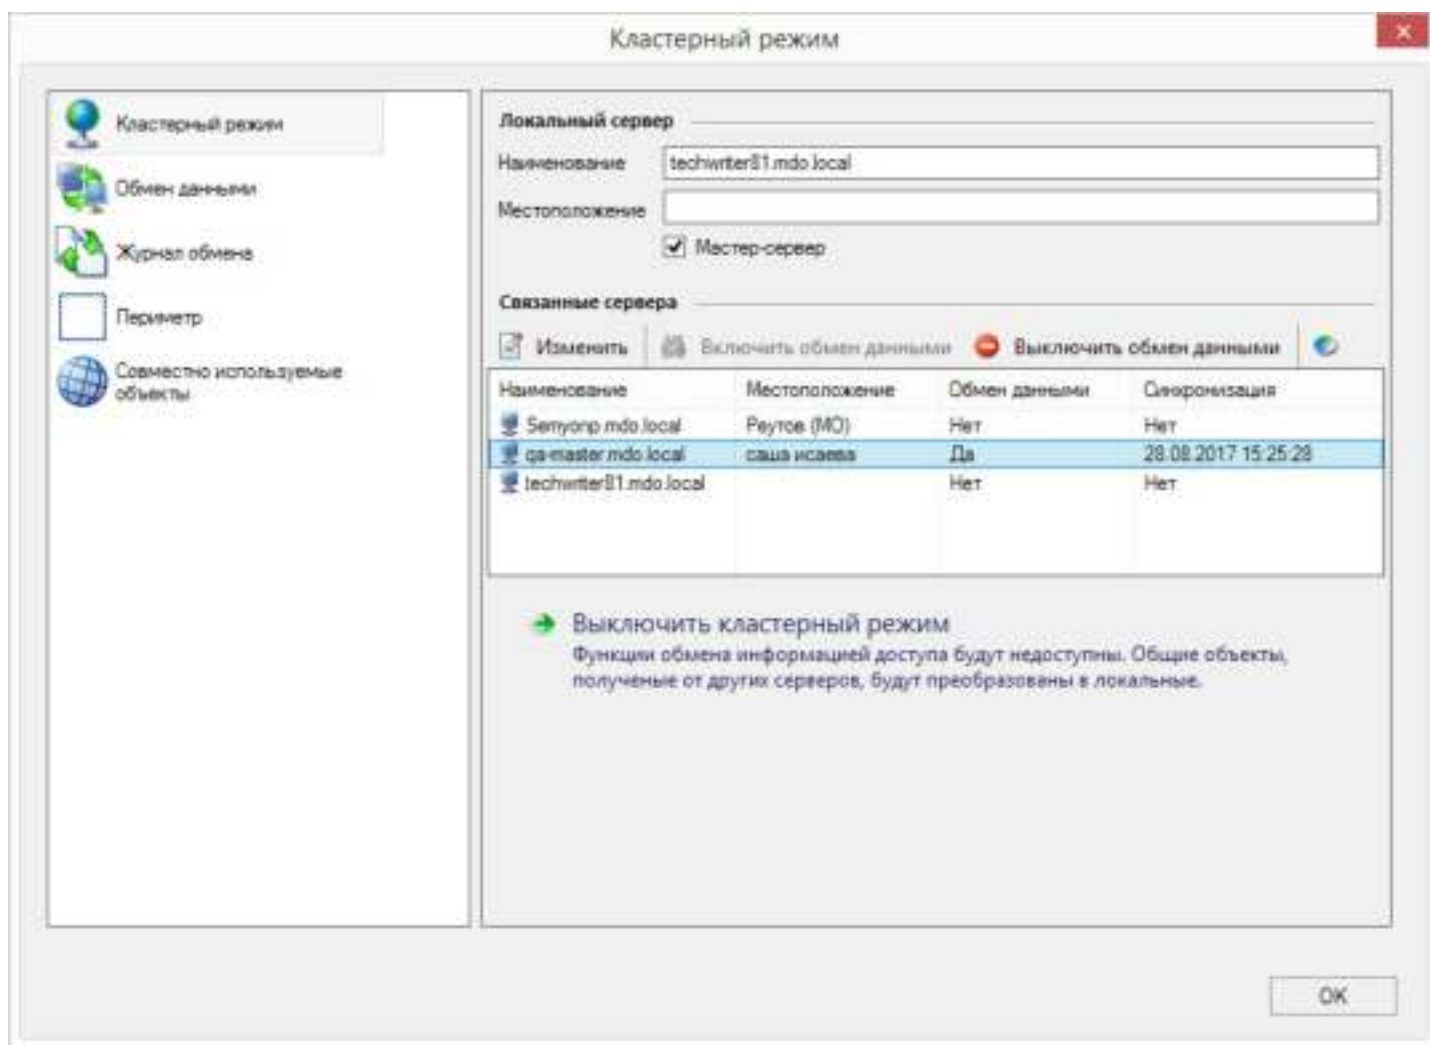 Кластерный режим
Кластерный режим
Обмен данными
Журнал обмена
Периметр
Совместно используемые
объекты
Локальный сервер
Наименование techwriter81.mdo.local
Местоположение
Мастер-сервер
Связанные сервера
Изменить Включить обмен данными Выключить обмен данными
Наименование Местоположение Обмен данными Синхронизация
Semyonp.mdo.local Реутов (МО) Нет Нет
qa-master.mdo.local саша исаева Да 28.08.2017 15:25:28
techwriter81.mdo.local Нет Нет
Выключить кластерный режим
Функции обмена информацией доступа будут недоступны. Общие объекты,
полученые от других серверов, будут преобразованы в локальные.
OK